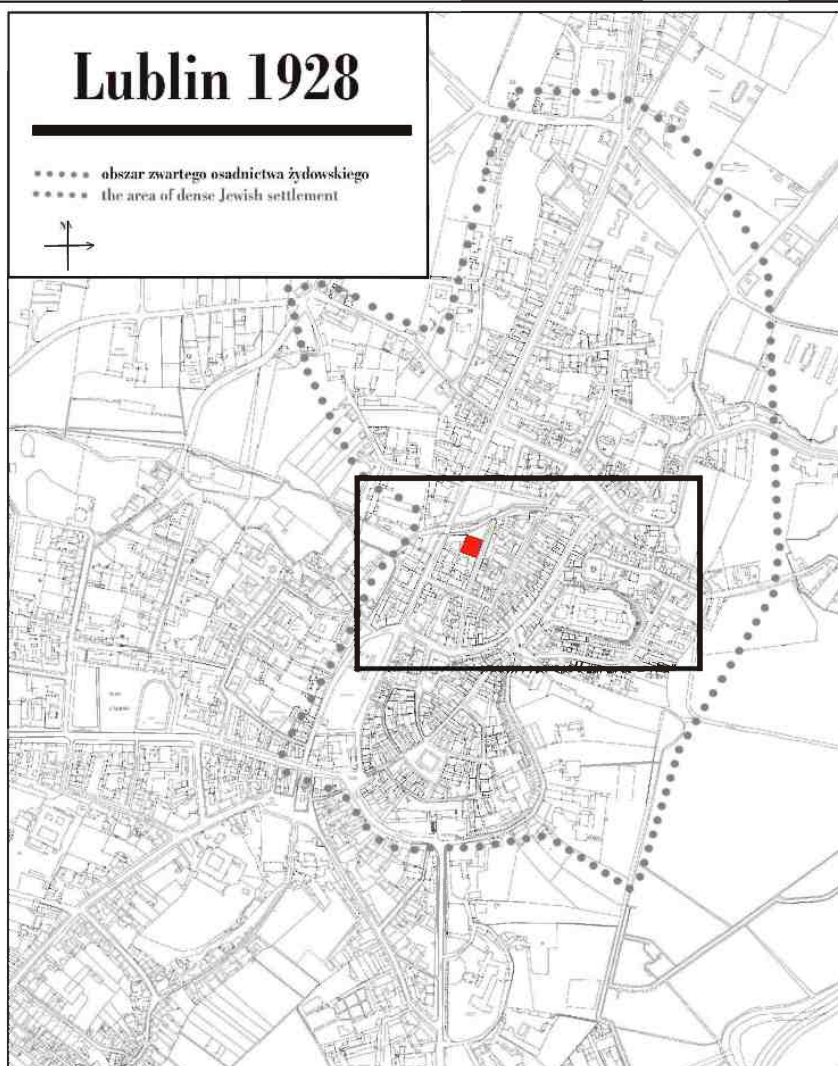 Lublin 1928
obszar zwartego osadnictwa żydowskiego
the area of dense Jewish settlement
N